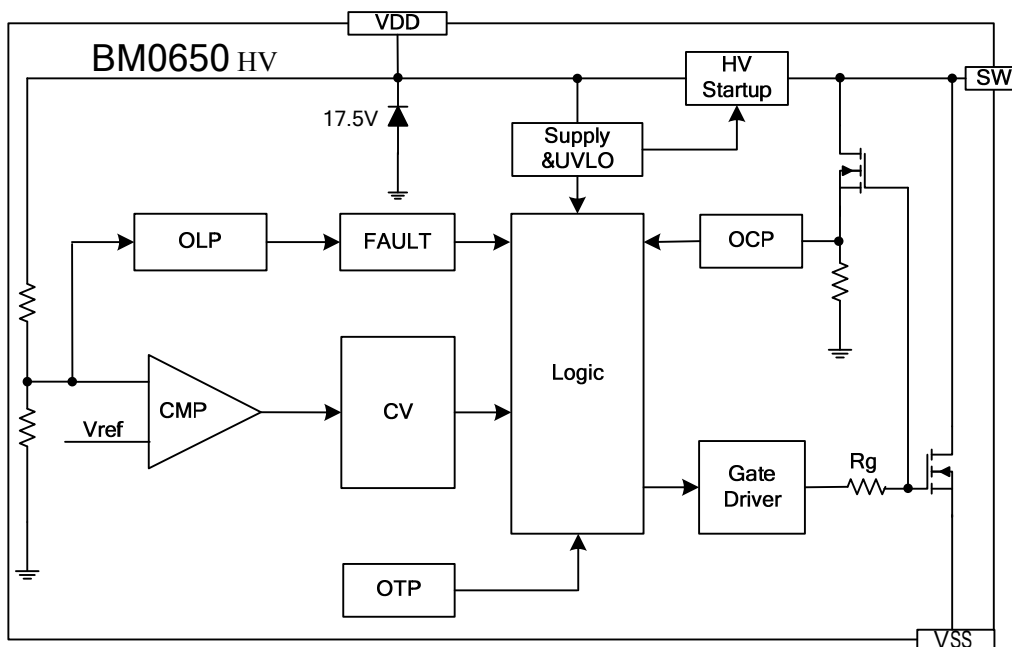 VDD
BM0650 HV
HV
Startup
SW
17.5V
Supply
&UVLO
OLP
FAULT
OCP
Logic
CMP
CV
Vref
Gate
Driver
Rg
OTP
VSS